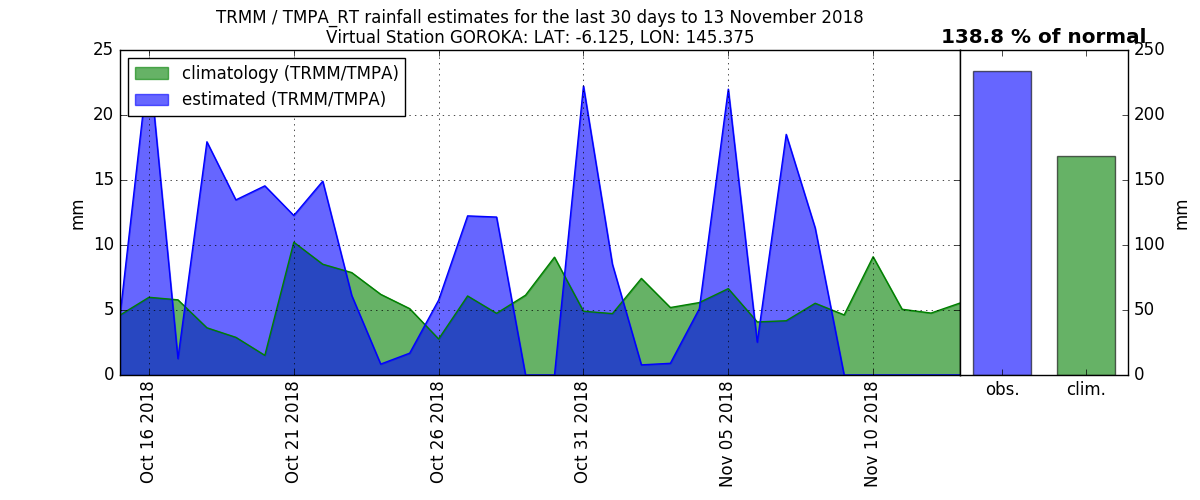 TRMM / TMPA_RT rainfall estimates for the last 30 days to 13 November 2018
Virtual Station GOROKA: LAT: -6.125, LON: 145.375
138.8 % of normal
climatology (TRMM/TMPA)
estimated (TRMM/TMPA)
25
20
15
10
5
0
mm
Oct 16 2018
Oct 21 2018
Oct 26 2018
Oct 31 2018
Nov 05 2018
Nov 10 2018
250
200
150
100
50
0
mm
obs.
clim.